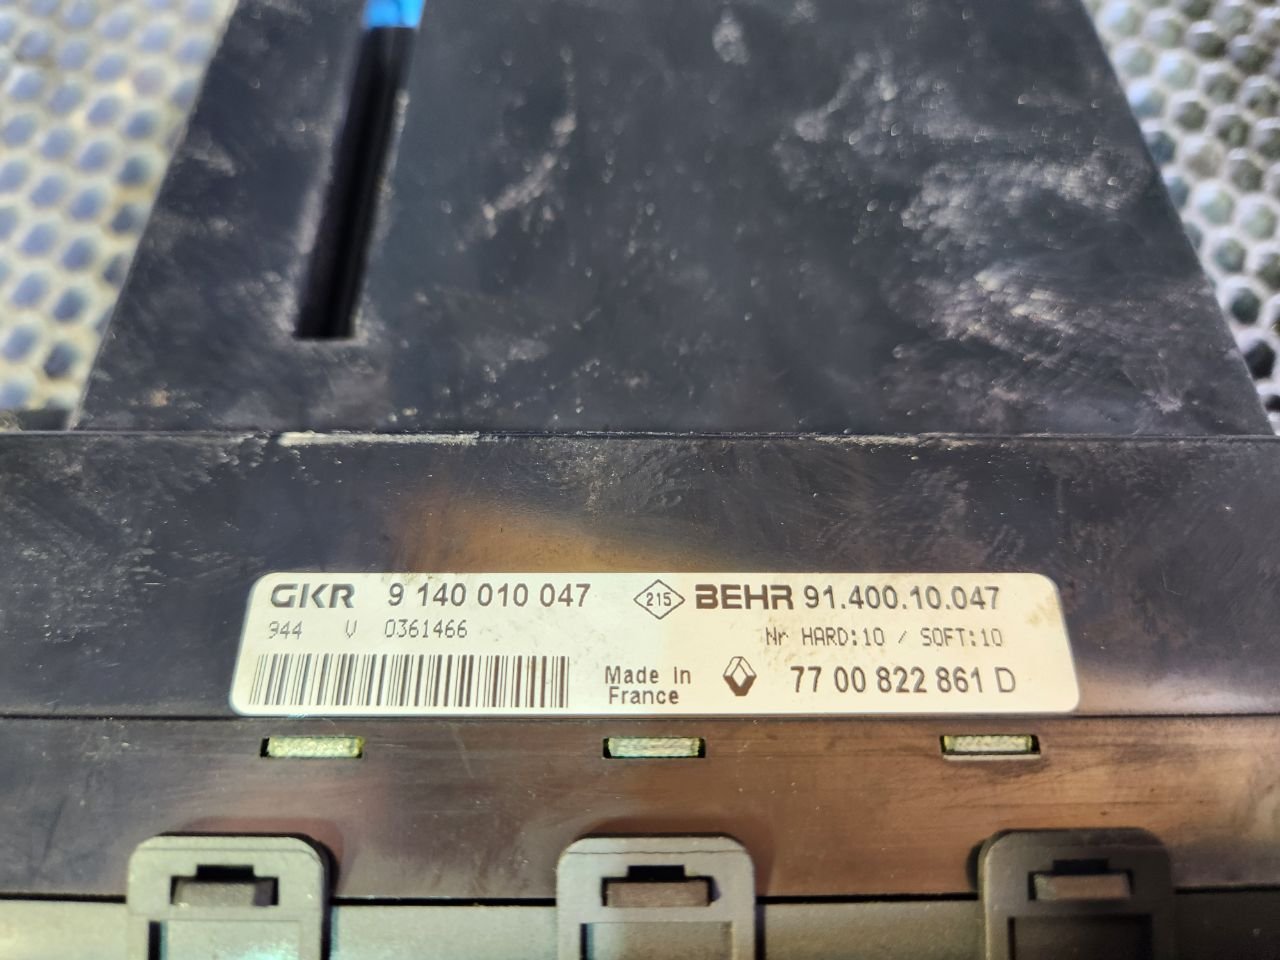 GKR 9 140 010 047 215 BEHR 91.400.10.047
944 V 0361466 Nr HARD:10 / SOFT:10
Made In France 77 00 822 861 D